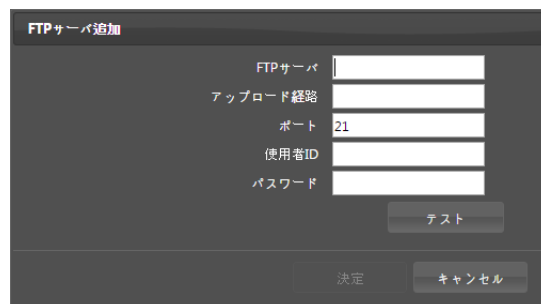 FTPサーバ追加
FTPサーバ
アップロード経路
ポート 21
使用者ID
パスワード
テスト
決定 キャンセル